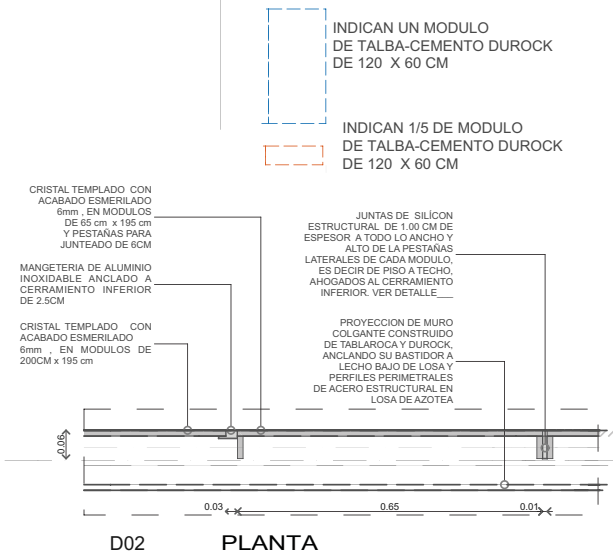 INDICAN UN MODULO
DE TALBA-CEMENTO DUROCK
DE 120 X 60 CM
INDICAN 1/5 DE MODULO
DE TALBA-CEMENTO DUROCK
DE 120 X 60 CM
CRISTAL TEMPLADO CON
ACABADO ESMERILADO
6mm , EN MODULOS
DE 65 cm x 195 cm
Y PESTAÑAS PARA
JUNTEADO DE 6CM
MANGETERIA DE ALUMINIO
INOXIDABLE ANCLADO A
CERRAMIENTO INFERIOR
DE 2.5CM
CRISTAL TEMPLADO CON
ACABADO ESMERILADO
6mm , EN MODULOS DE
200CM x 195 cm
JUNTAS DE SILÍCON
ESTRUCTURAL DE 1.00 CM DE
ESPESOR A TODO LO ANCHO Y
ALTO DE LA PESTAÑAS
LATERALES DE CADA MODULO,
ES DECIR DE PISO A TECHO,
AHOGADOS AL CERRAMIENTO
INFERIOR. VER DETALLE___
PROYECCION DE MURO
COLGANTE CONSTRUIDO
DE TABLAROCA Y DUROCK,
ANCLANDO SU BASTIDOR A
LECHO BAJO DE LOSA Y
PERFILES PERIMETRALES
DE ACERO ESTRUCTURAL EN
LOSA DE AZOTEA
0.06
0.03
0.65
0.01
D02 PLANTA